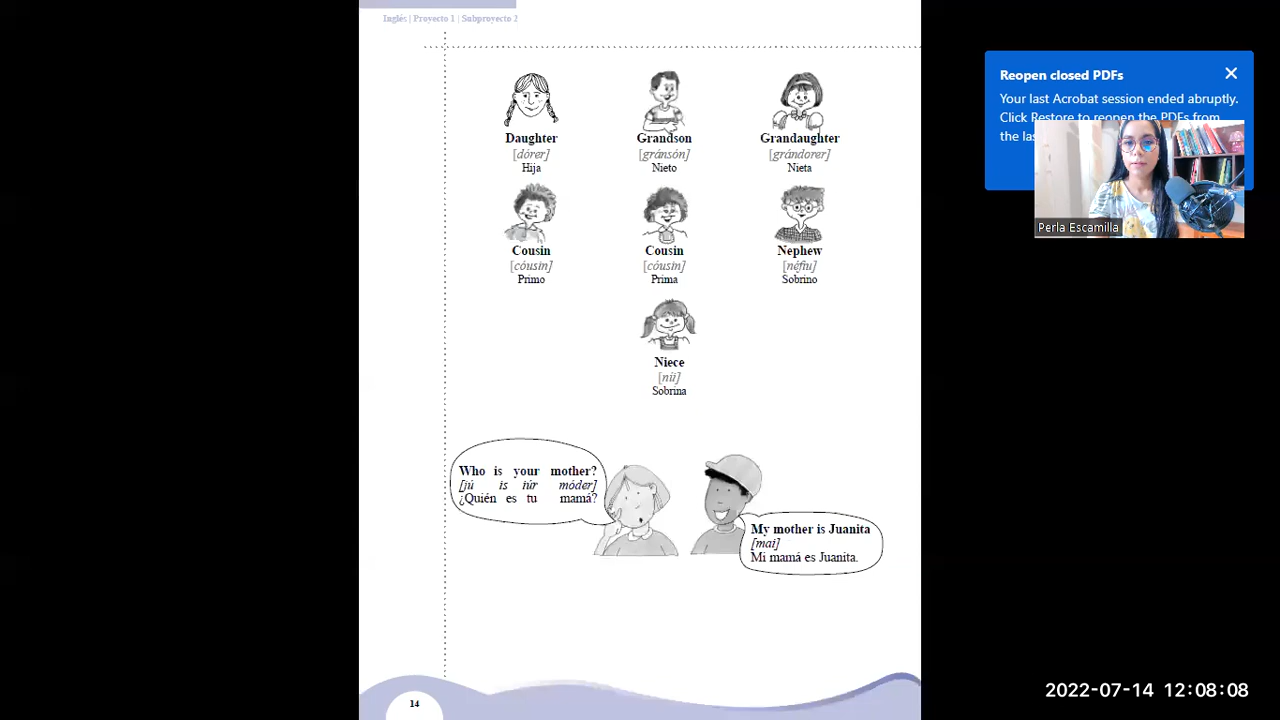 Inglés | Proyecto 1 | Subproyecto 2
Daughter
[dórer]
Hija
Grandson
[gránsón]
Nieto
Grandaughter
[grándorer]
Nieta
Cousin
[cóusin]
Primo
Cousin
[cóusin]
Prima
Nephew
[néfiu]
Sobrino
Niece
[níi]
Sobrina
Who is your mother?
[jú is iúr móder]
¿Quién es tu mamá?
My mother is Juanita
[mai]
Mi mamá es Juanita.
14
Reopen closed PDFs
Your last Acrobat session ended abruptly.
Click Restore to reopen the PDFs from
the las
Perla Escamilla
2022-07-14 12:08:08